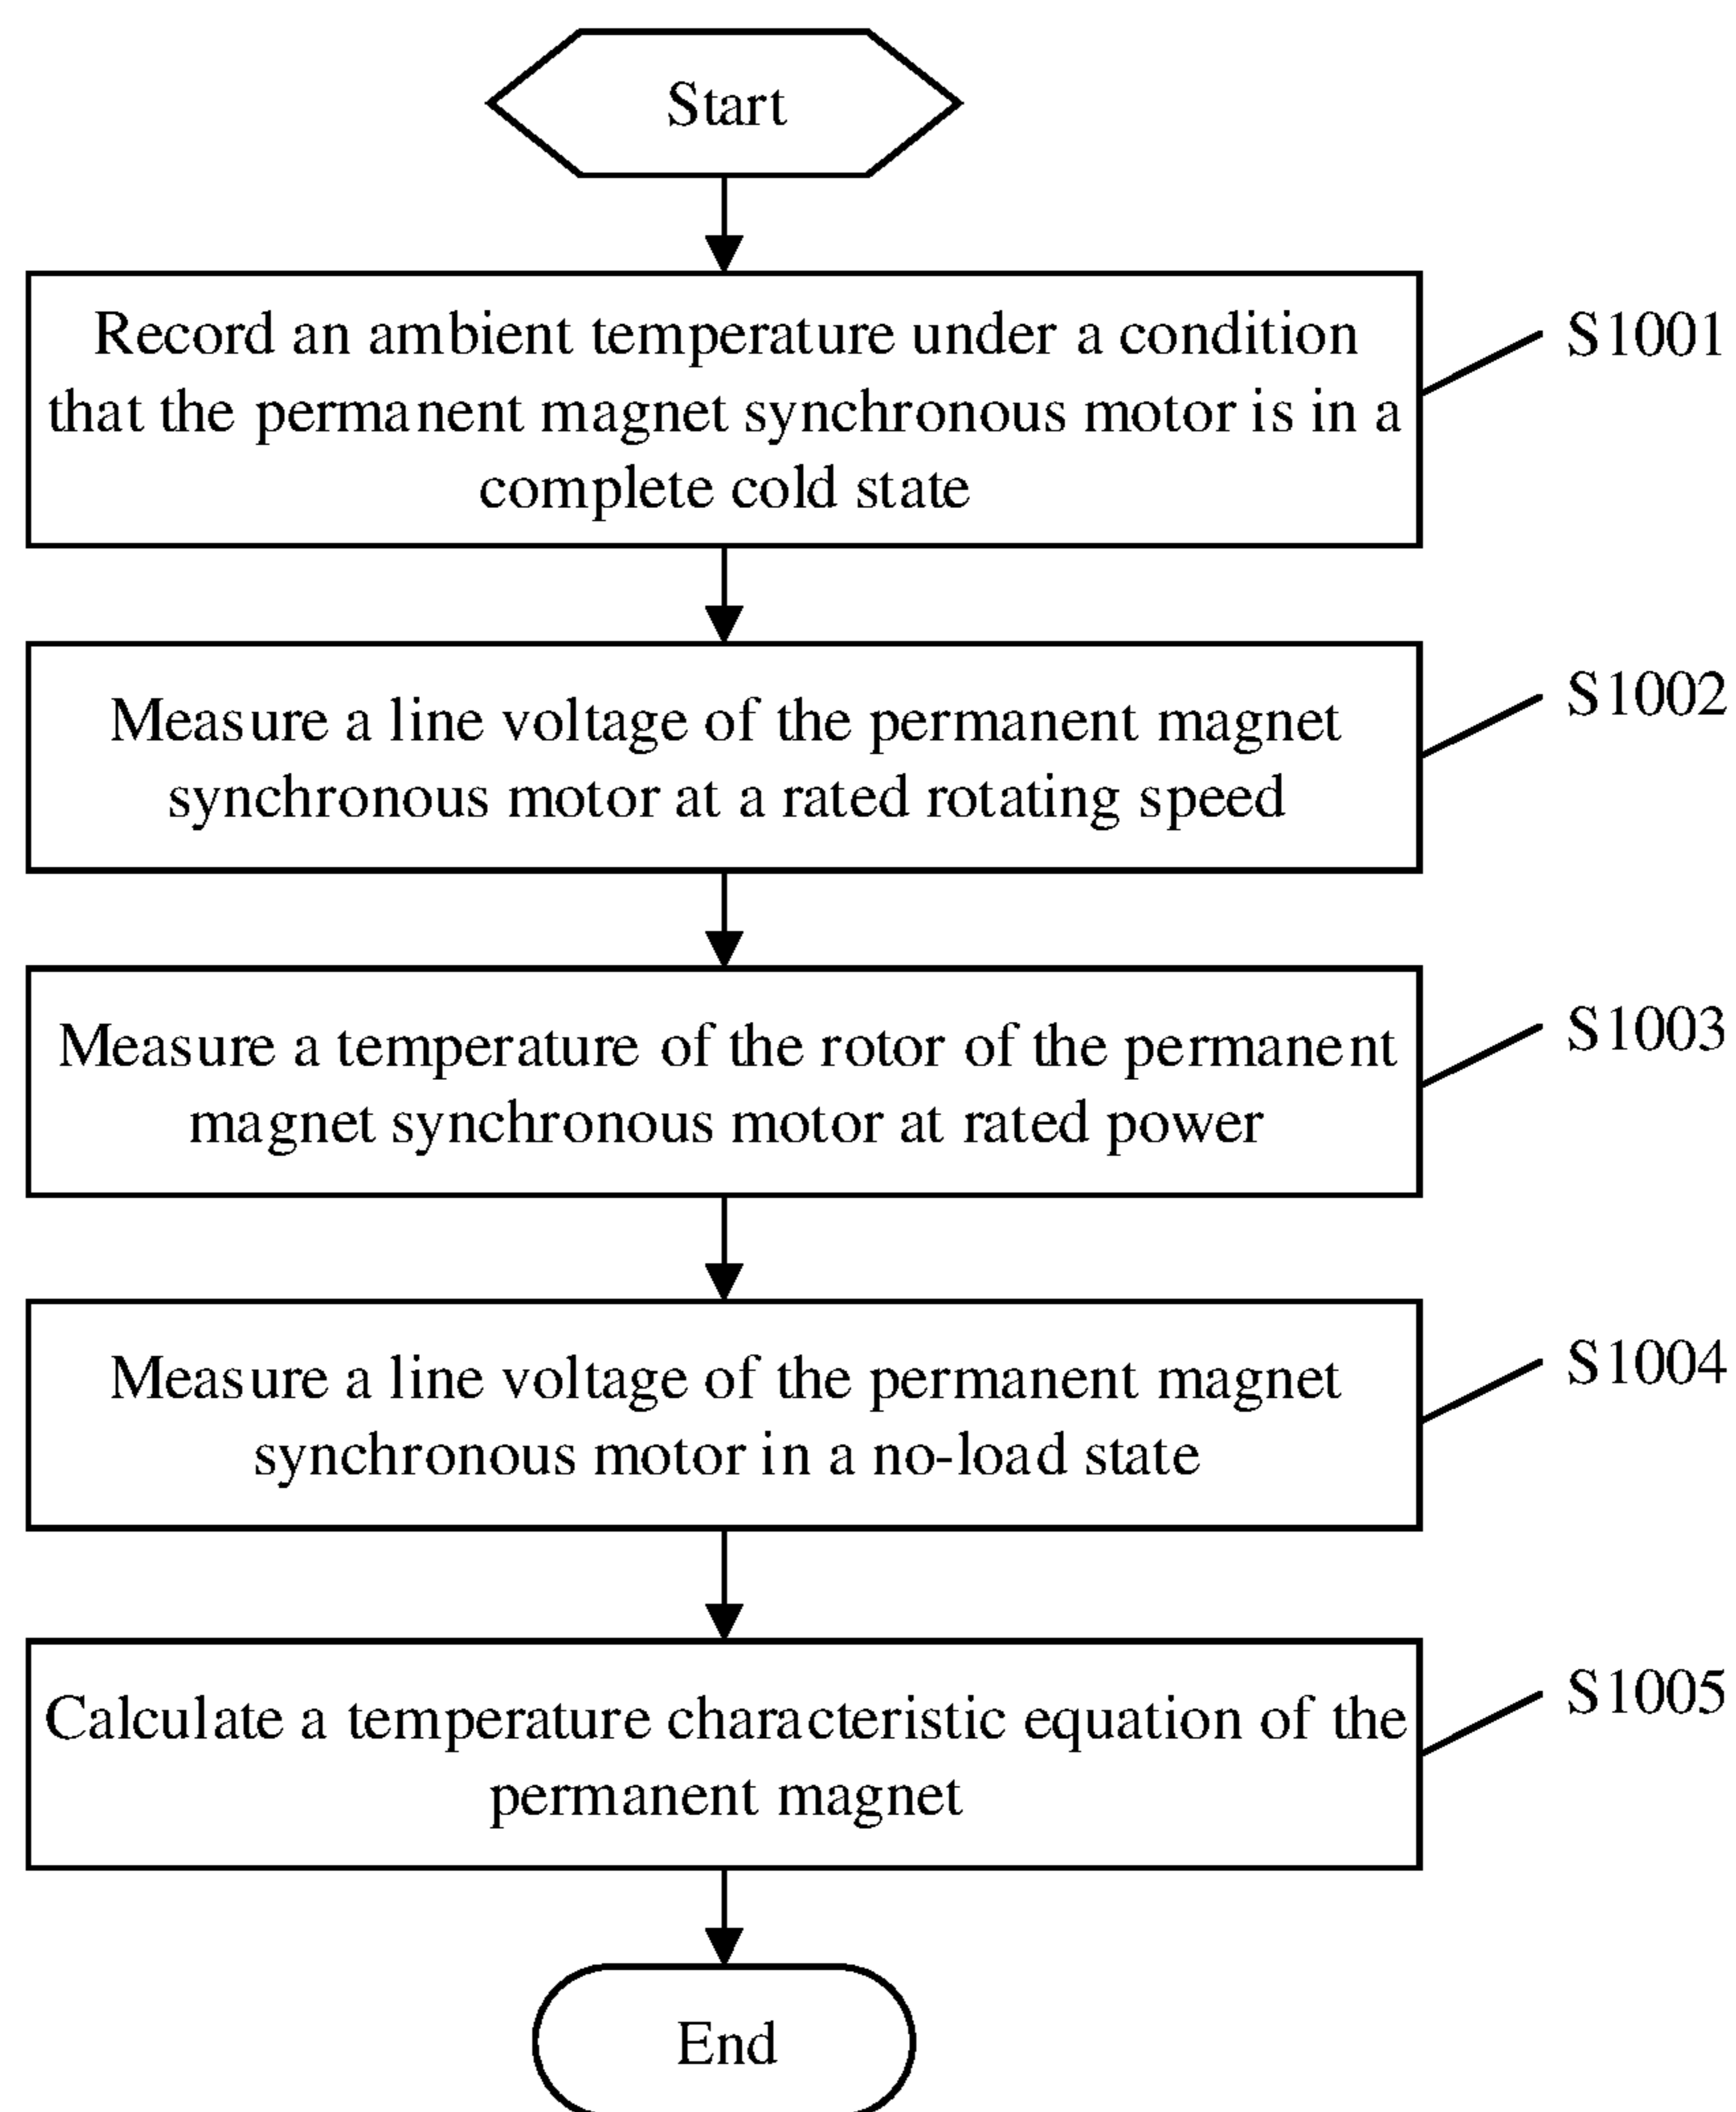 Start
Record an ambient temperature under a condition
that the permanent magnet synchronous motor is in a
complete cold state
S1001
Measure a line voltage of the permanent magnet
synchronous motor at a rated rotating speed
S1002
Measure a temperature of the rotor of the permanent
magnet synchronous motor at rated power
S1003
Measure a line voltage of the permanent magnet
synchronous motor in a no-load state
S1004
Calculate a temperature characteristic equation of the
permanent magnet
S1005
End